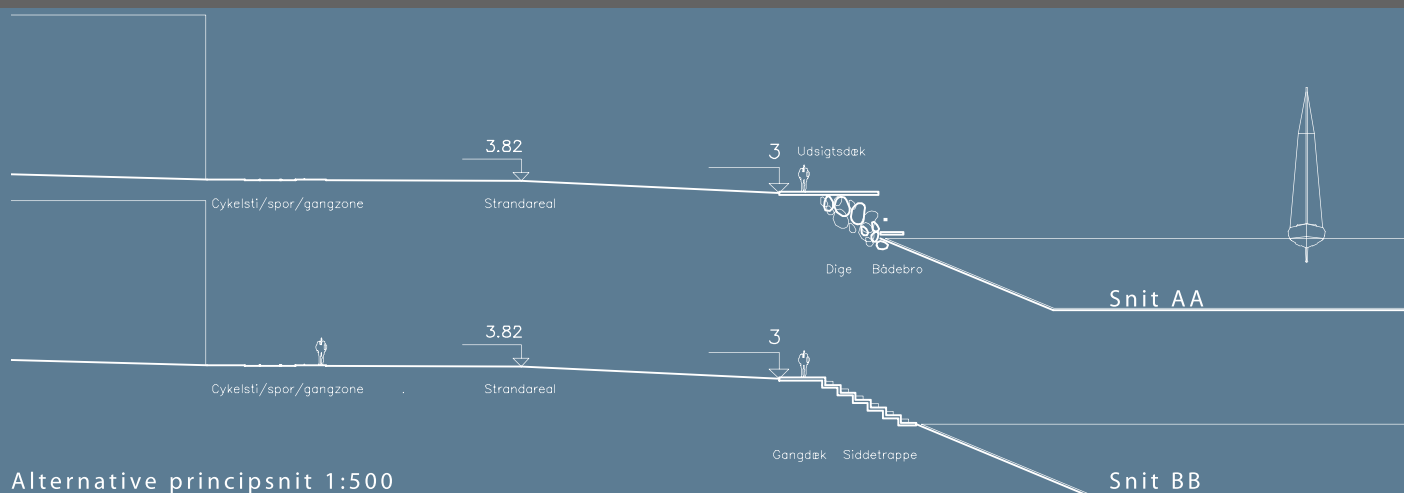 3.82
3 Udsigtsdæk
Cykelsti/spor/gangzone Strandareal
Dige Bådebro
Snit AA
3.82
3
Cykelsti/spor/gangzone Strandareal
Gangdæk Siddetrappe
Alternative principsnit 1:500
Snit BB